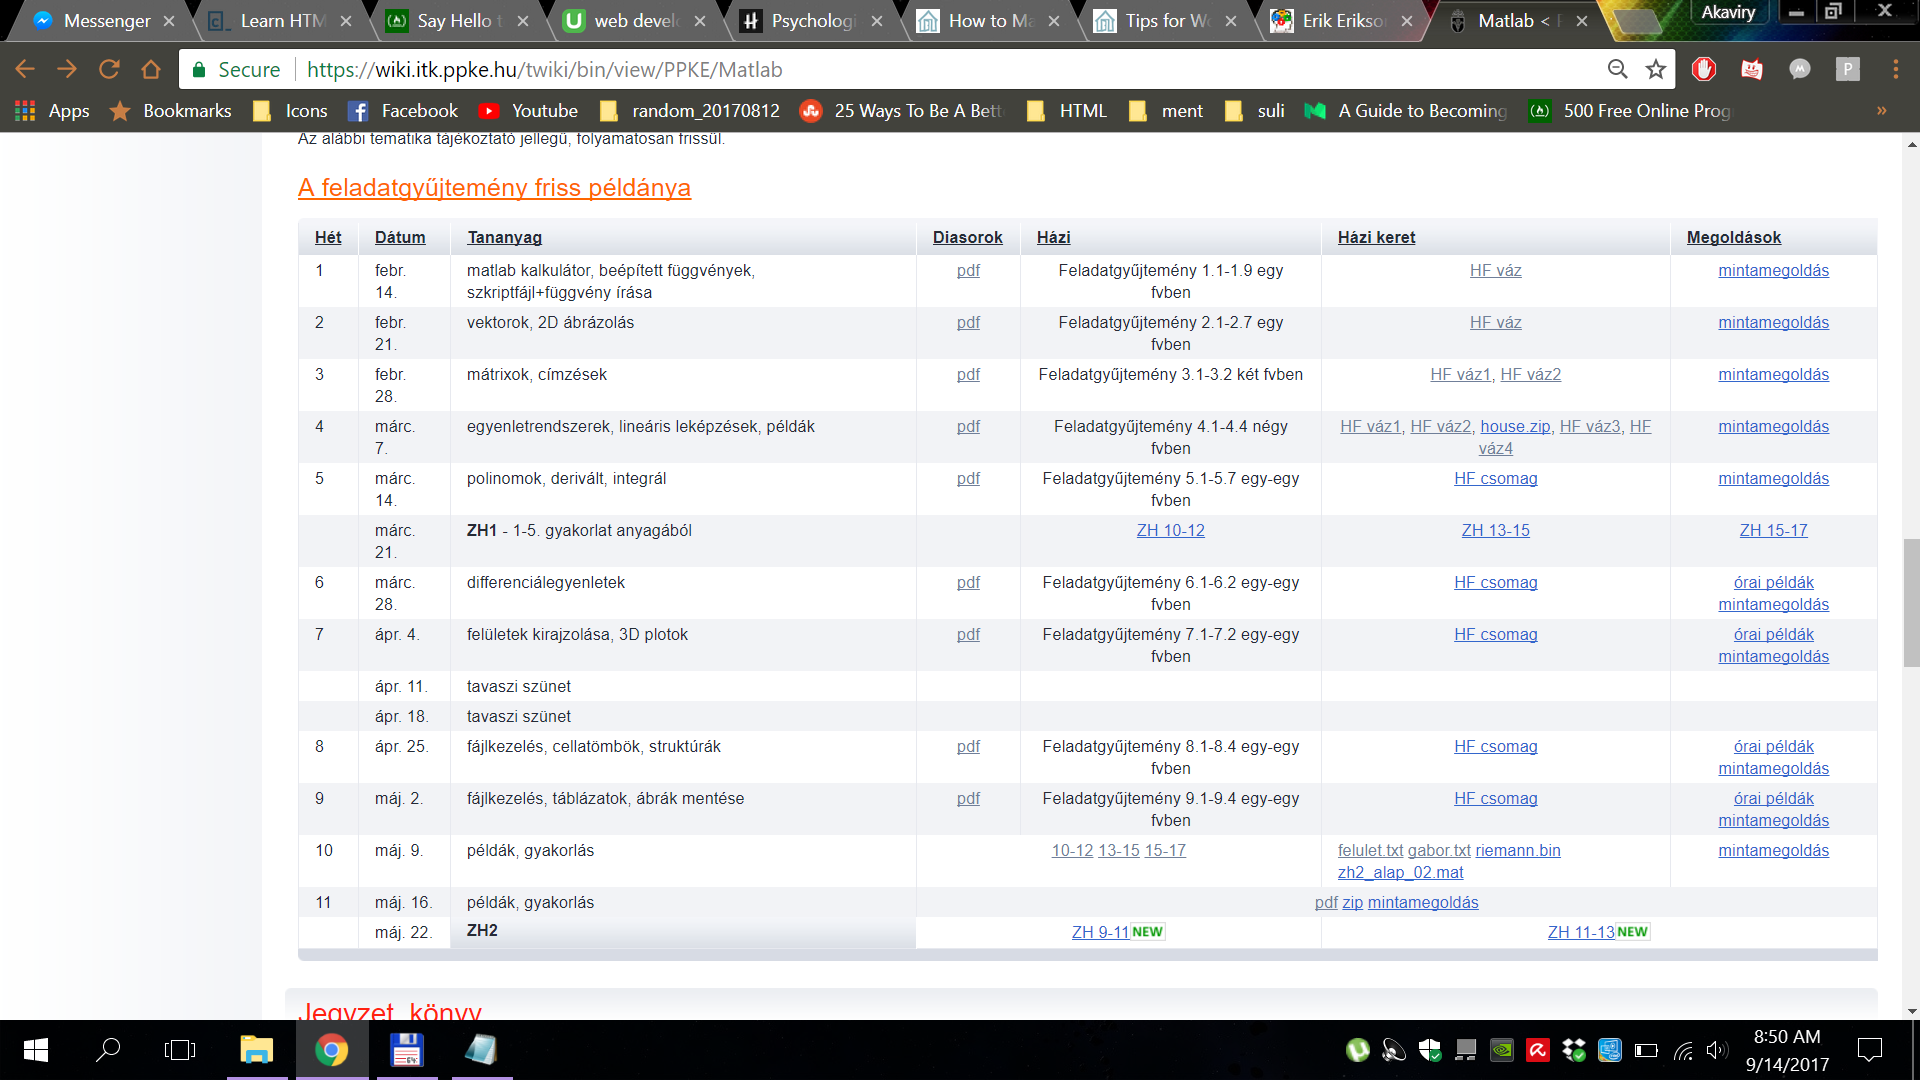 Messenger
Learn HTM
Say Hello t
web devel
Psychologi
How to Ma
Tips for Wo
Erik Erikso
Matlab <
Akaviry
Secure https://wiki.itk.ppke.hu/twiki/bin/view/PPKE/Matlab
Apps Bookmarks Icons Facebook Youtube random_20170812 25 Ways To Be A Bett HTML ment suli A Guide to Becoming 500 Free Online Prog »
Az alábbi tematika tájékoztató jellegű, folyamatosan frissül.
A feladatgyűjtemény friss példánya
Hét Dátum Tananyag Diasorok Házi Házi keret Megoldások
1 febr. 14. matlab kalkulátor, beépített függvények, szkriptfájl+függvény írása pdf Feladatgyűjtemény 1.1-1.9 egy fvben HF váz mintamegoldás
2 febr. 21. vektorok, 2D ábrázolás pdf Feladatgyűjtemény 2.1-2.7 egy fvben HF váz mintamegoldás
3 febr. 28. mátrixok, címzések pdf Feladatgyűjtemény 3.1-3.2 két fvben HF váz1, HF váz2 mintamegoldás
4 márc. 7. egyenletrendszerek, lineáris leképzések, példák pdf Feladatgyűjtemény 4.1-4.4 négy fvben HF váz1, HF váz2, house.zip, HF váz3, HF váz4 mintamegoldás
5 márc. 14. polinomok, derivált, integrál pdf Feladatgyűjtemény 5.1-5.7 egy-egy fvben HF csomag mintamegoldás
márc. 21. ZH1 - 1-5. gyakorlat anyagából ZH 10-12 ZH 13-15 ZH 15-17
6 márc. 28. differenciálegyenletek pdf Feladatgyűjtemény 6.1-6.2 egy-egy fvben HF csomag órai példák mintamegoldás
7 ápr. 4. felületek kirajzolása, 3D plotok pdf Feladatgyűjtemény 7.1-7.2 egy-egy fvben HF csomag órai példák mintamegoldás
ápr. 11. tavaszi szünet
ápr. 18. tavaszi szünet
8 ápr. 25. fájlkezelés, cellatömbök, struktúrák pdf Feladatgyűjtemény 8.1-8.4 egy-egy fvben HF csomag órai példák mintamegoldás
9 máj. 2. fájlkezelés, táblázatok, ábrák mentése pdf Feladatgyűjtemény 9.1-9.4 egy-egy fvben HF csomag órai példák mintamegoldás
10 máj. 9. példák, gyakorlás 10-12 13-15 15-17 felulet.txt gabor.txt riemann.bin zh2_alap_02.mat mintamegoldás
11 máj. 16. példák, gyakorlás pdf zip mintamegoldás
máj. 22. ZH2 ZH 9-11 NEW ZH 11-13 NEW
Jegyzet, könyv
8:50 AM
9/14/2017